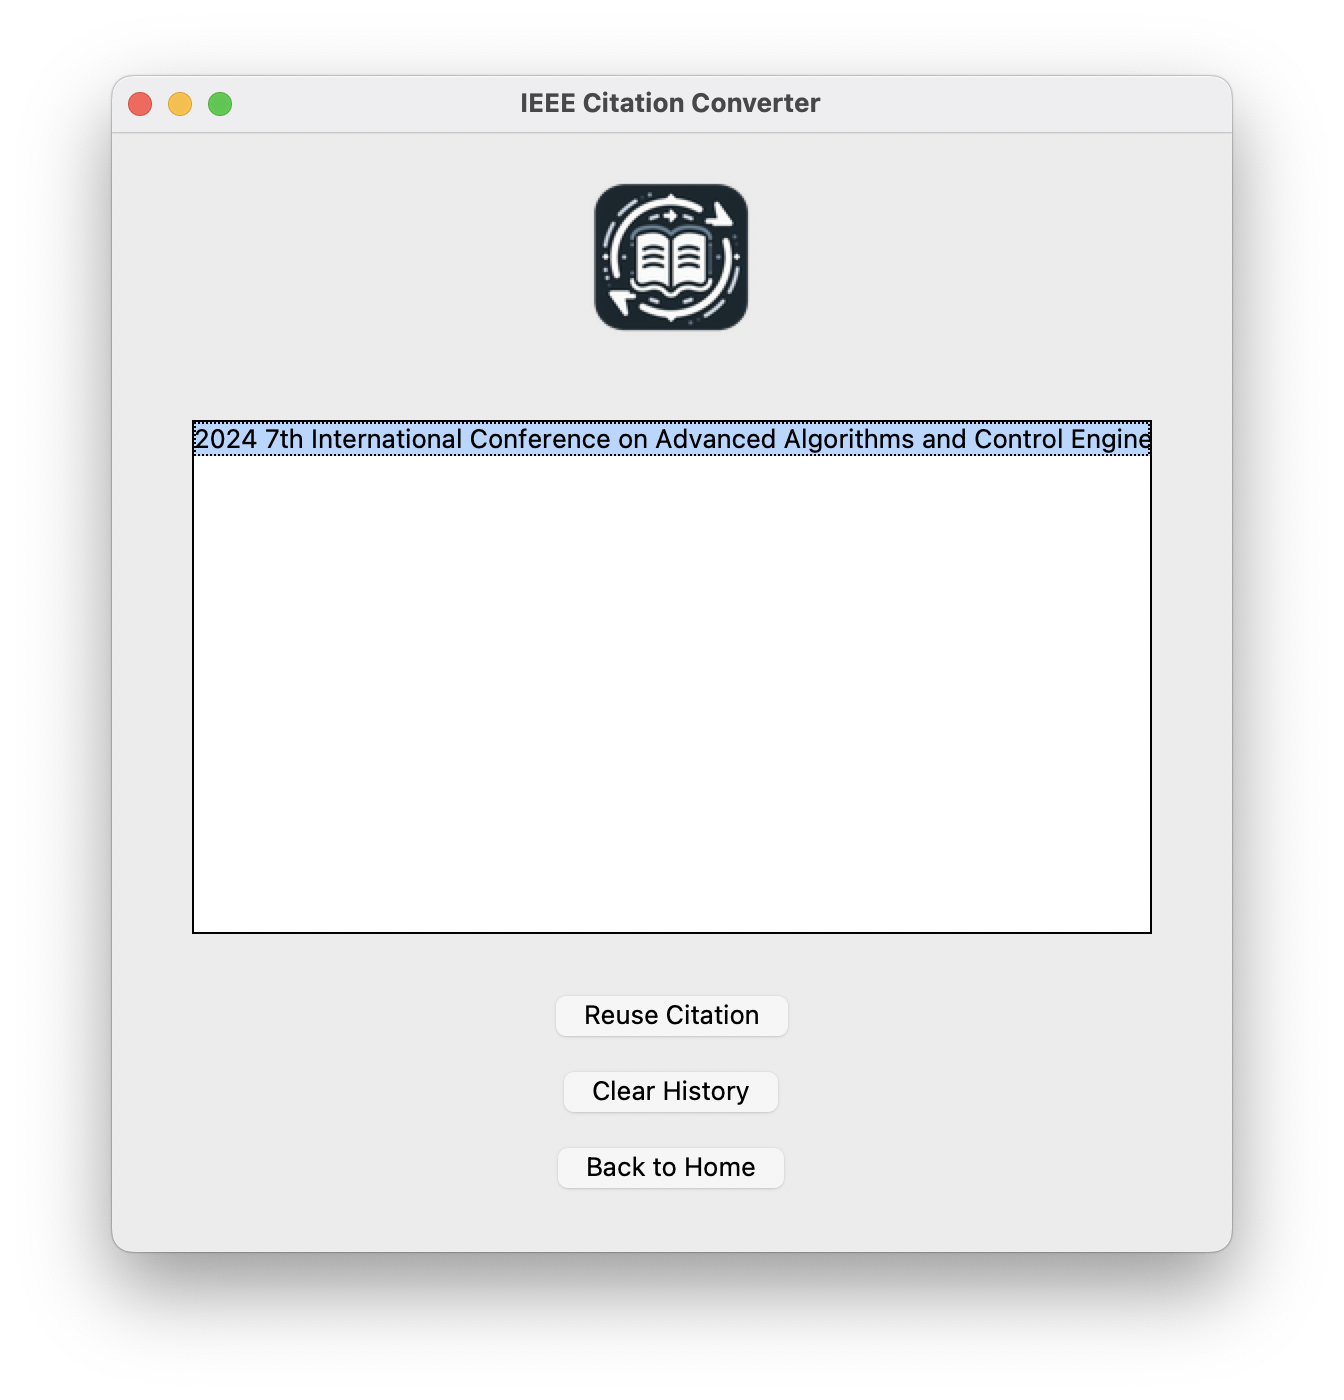 IEEE Citation Converter
2024 7th International Conference on Advanced Algorithms and Control Engine
Reuse Citation
Clear History
Back to Home